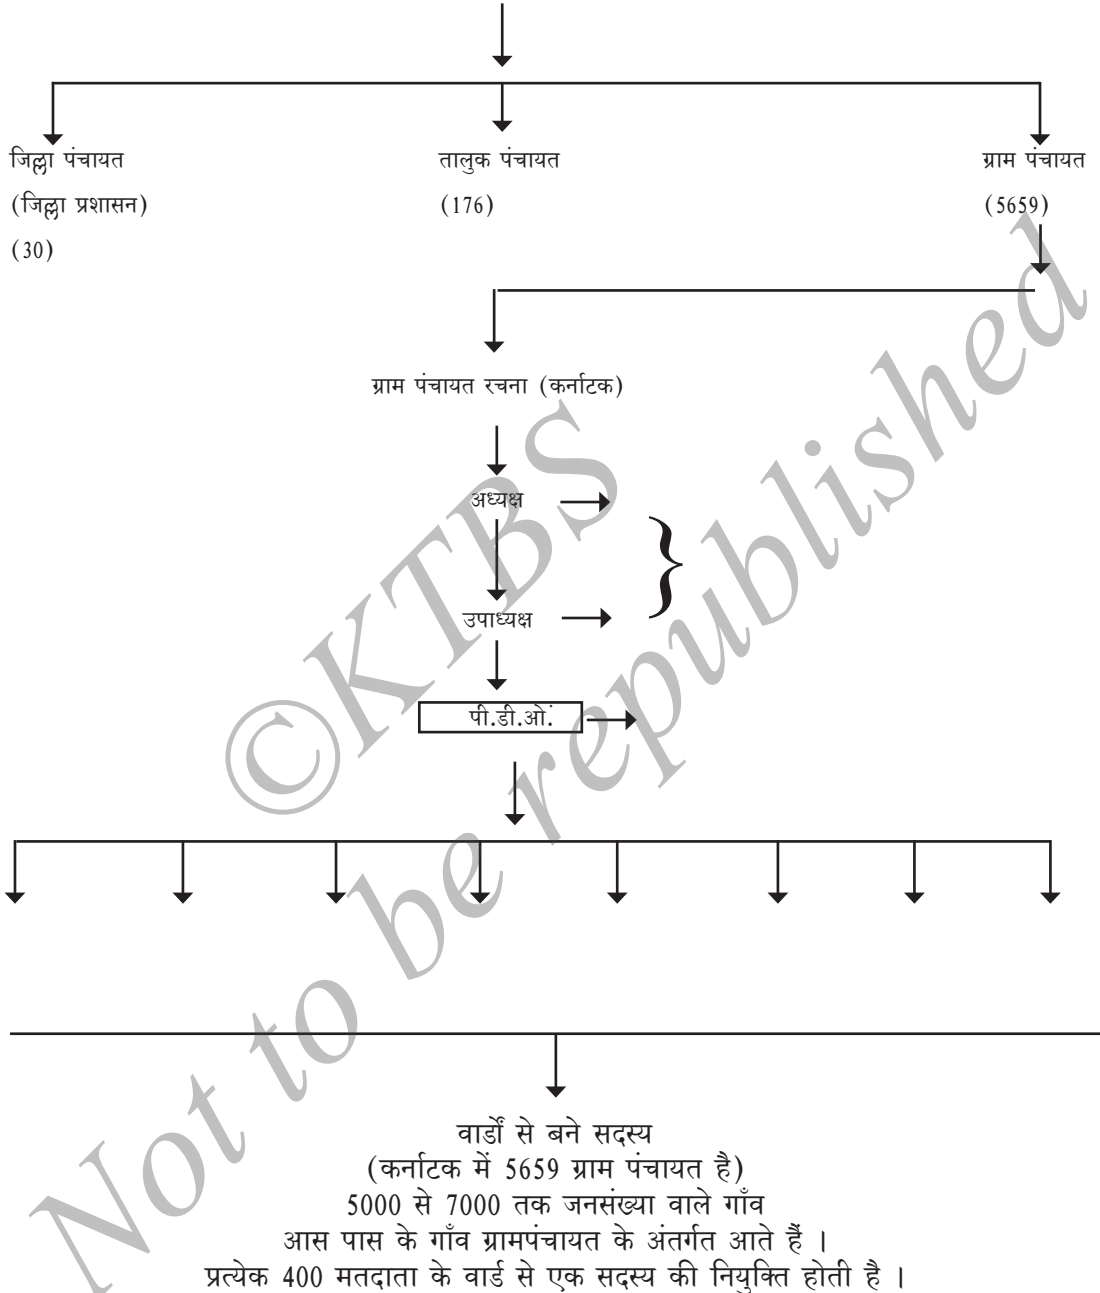 जिल्ला पंचायत
तालुक पंचायत
ग्राम पंचायत
(जिल्ला प्रशासन)
(176)
(5659)
(30)
ग्राम पंचायत रचना (कर्नाटक)
अध्यक्ष
उपाध्यक्ष
पी.डी.ओं.
वार्डों से बने सदस्य
(कर्नाटक में 5659 ग्राम पंचायत है)
5000 से 7000 तक जनसंख्या वाले गाँव
आस पास के गाँव ग्रामपंचायत के अंतर्गत आते हैं ।
प्रत्येक 400 मतदाता के वार्ड से एक सदस्य की नियुक्ति होती है ।
©KTBS
Not to be republished